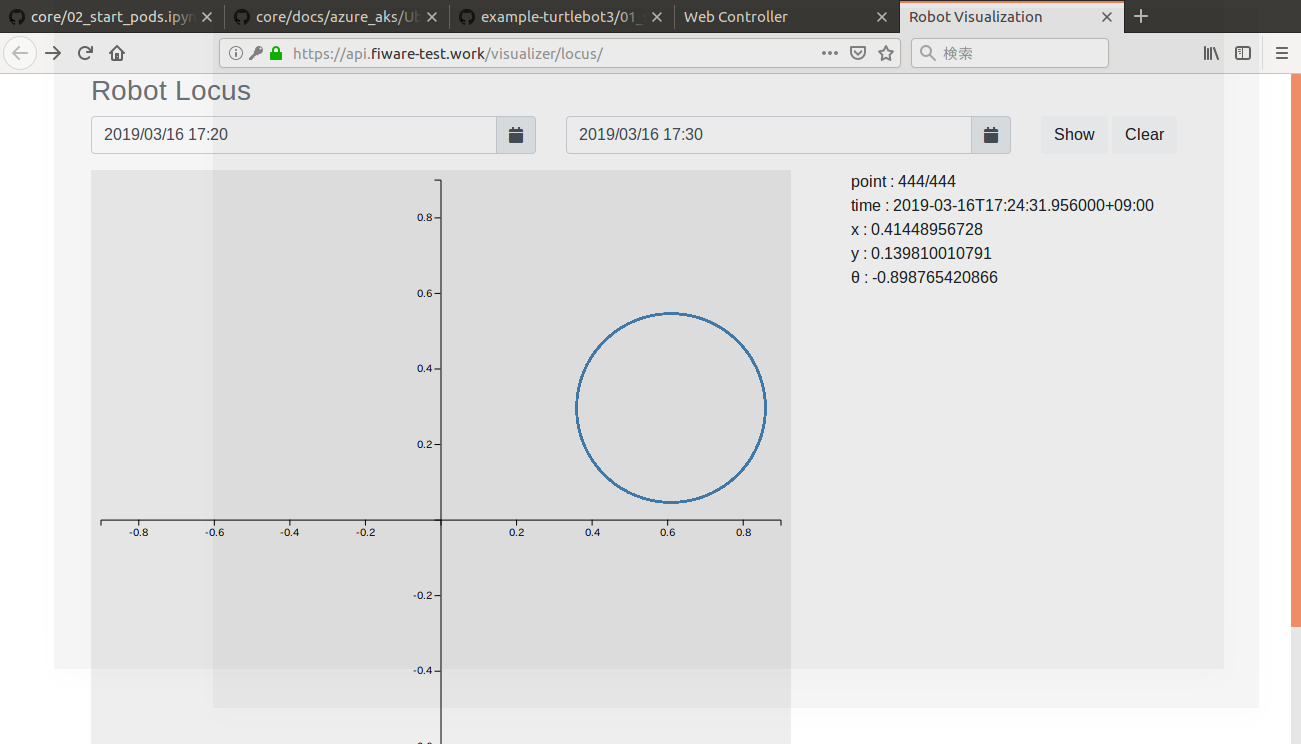 core/02_start_pods.ipyn
core/docs/azure_aks/Ub
example-turtlebot3/01_
Web Controller
Robot Visualization
https://api.fiware-test.work/visualizer/locus/
検索
Robot Locus
2019/03/16 17:20
2019/03/16 17:30
Show
Clear
point : 444/444
time : 2019-03-16T17:24:31.956000+09:00
x : 0.41448956728
y : 0.139810010791
θ : -0.898765420866
0.8
0.6
0.4
0.2
-0.8 -0.6 -0.4 -0.2 0.2 0.4 0.6 0.8
-0.2
-0.4